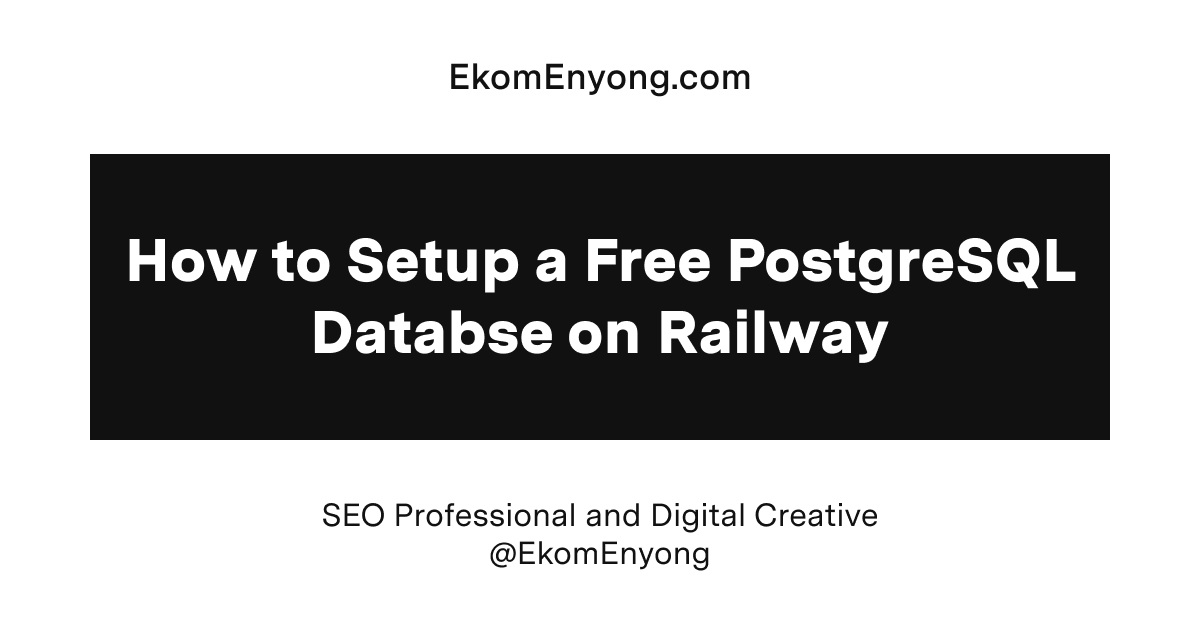 EkomEnyong.com
How to Setup a Free PostgreSQL
Databse on Railway
SEO Professional and Digital Creative
@EkomEnyong